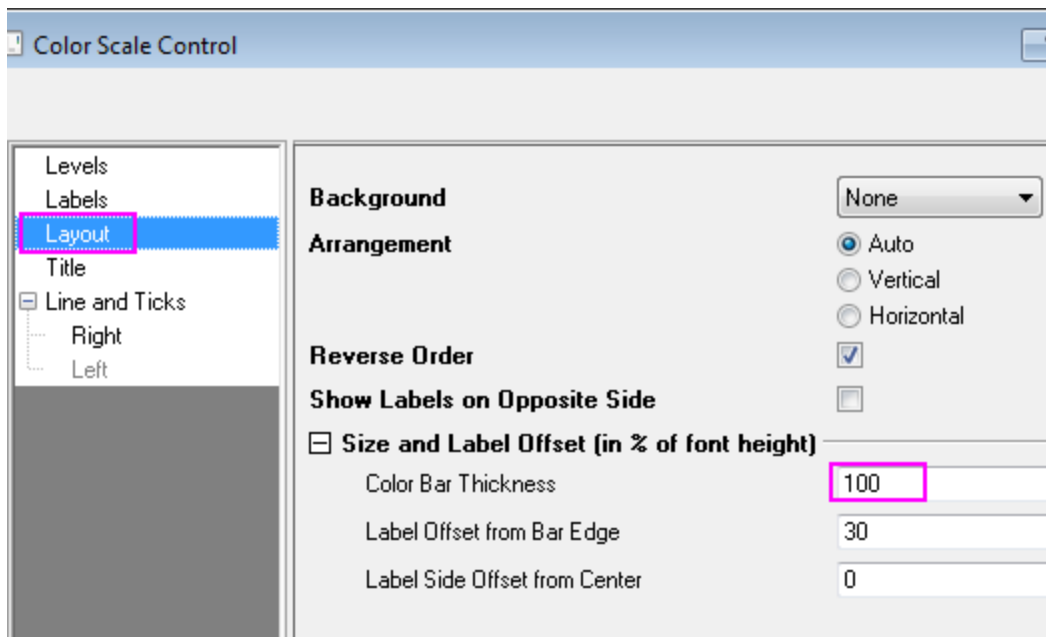 Color Scale Control
Levels
Labels
Layout
Title
Line and Ticks
Right
Left
Background None
Arrangement Auto
Vertical
Horizontal
Reverse Order
Show Labels on Opposite Side
Size and Label Offset (in % of font height)
Color Bar Thickness 100
Label Offset from Bar Edge 30
Label Side Offset from Center 0